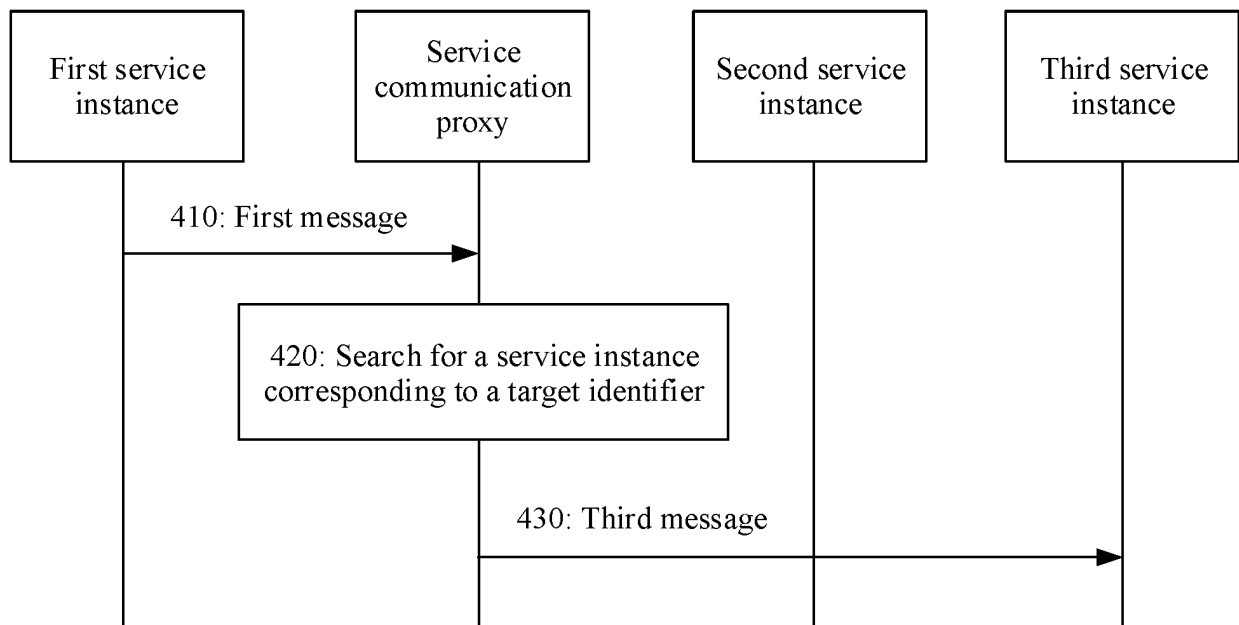 First service
instance
Service
communication
proxy
Second service
instance
Third service
instance
410: First message
420: Search for a service instance
corresponding to a target identifier
430: Third message